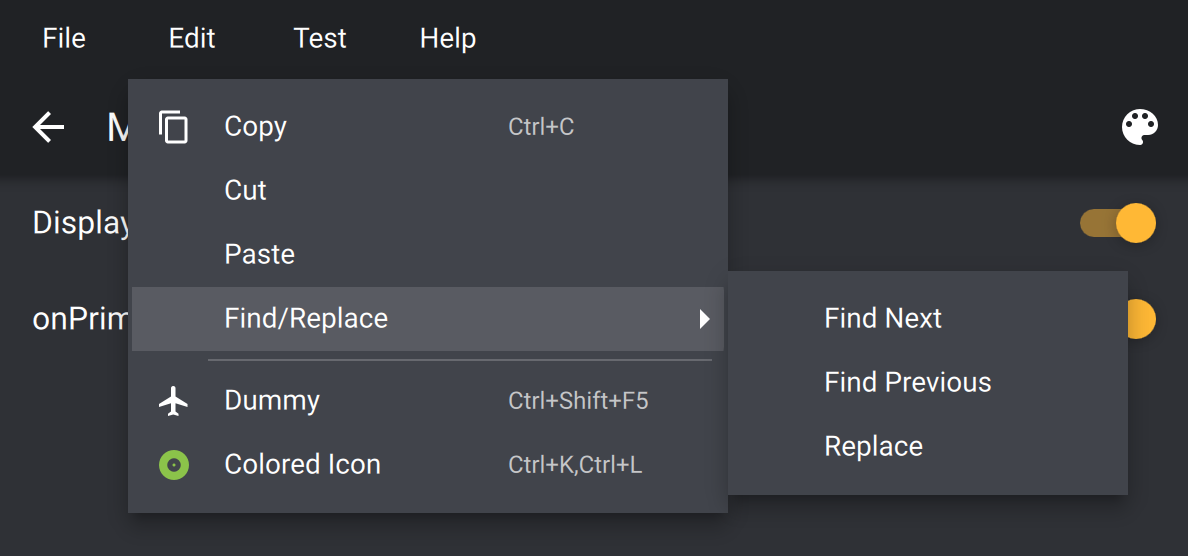 File Edit Test Help
Copy Ctrl+C
Cut
Display
Paste
Find/Replace
onPrim
Find Next
Find Previous
Dummy Ctrl+Shift+F5
Replace
Colored Icon Ctrl+K,Ctrl+L